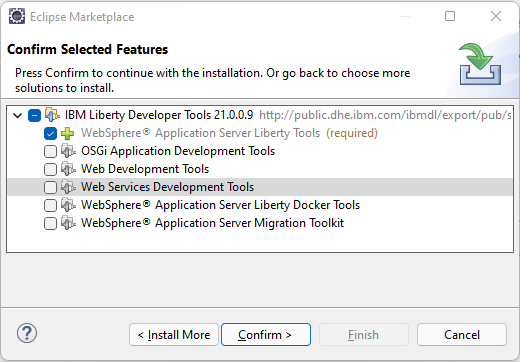 Eclipse Marketplace
Confirm Selected Features
Press Confirm to continue with the installation. Or go back to choose more
solutions to install.
IBM Liberty Developer Tools 21.0.0.9 http://public.dhe.ibm.com/ibmdl/export/pub/s
WebSphere® Application Server Liberty Tools (required)
OSGi Application Development Tools
Web Development Tools
Web Services Development Tools
WebSphere® Application Server Liberty Docker Tools
WebSphere® Application Server Migration Toolkit
? < Install More Confirm > Finish Cancel